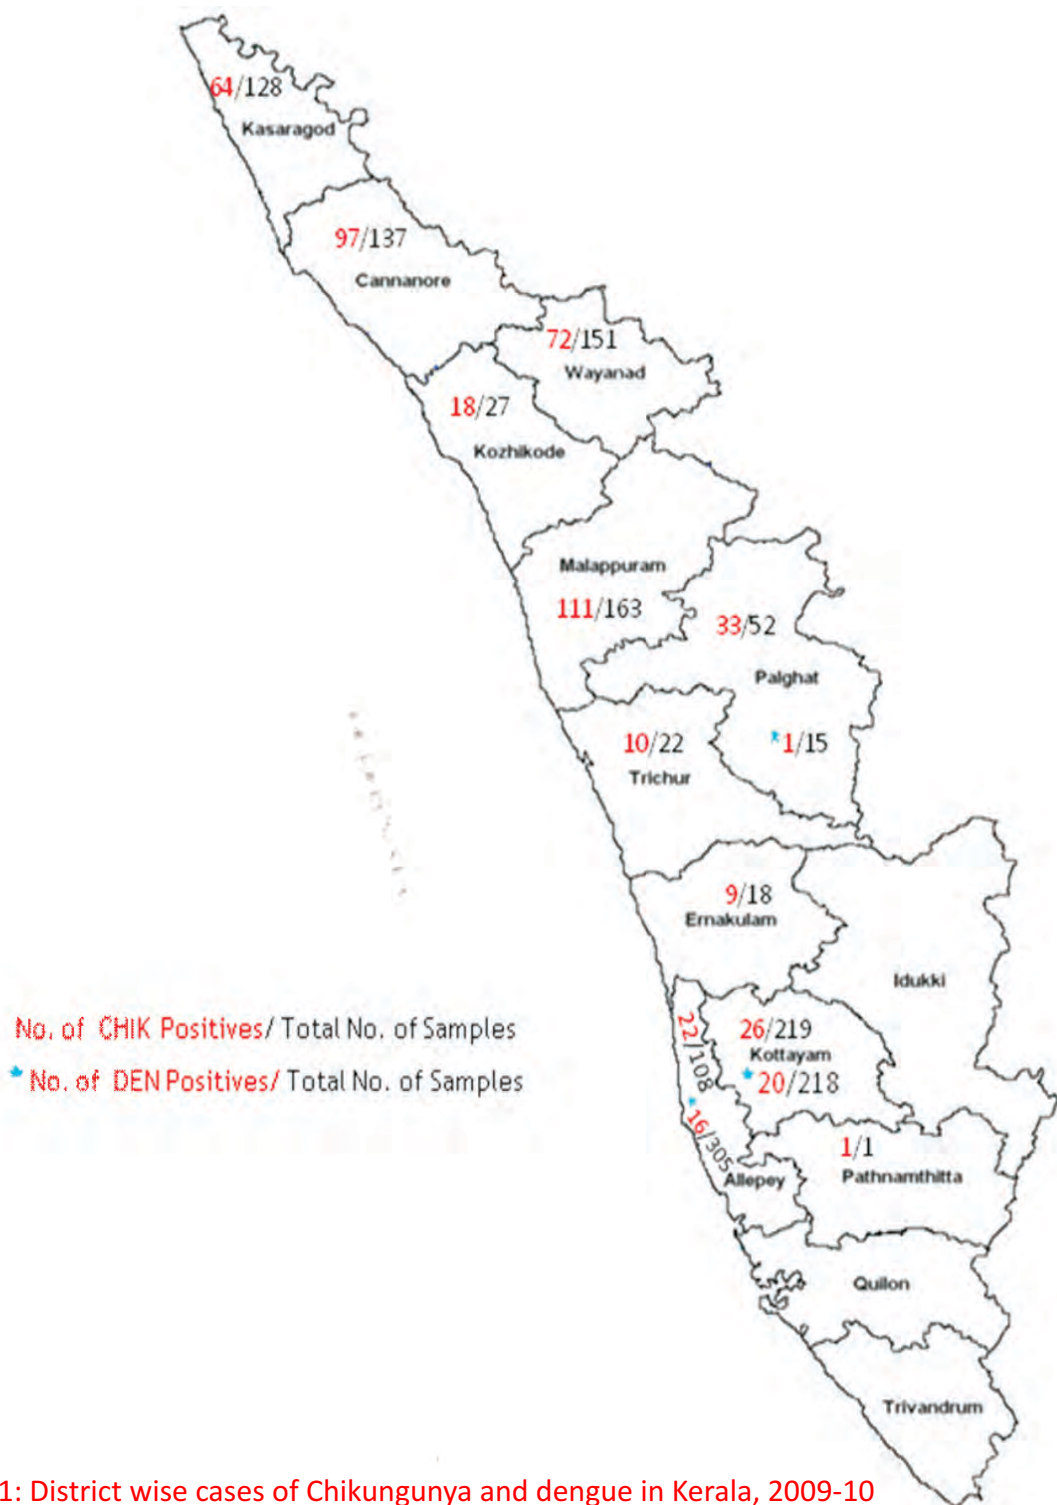 64/128
Kasaragod
97/137
Cannanore
72/151
Wayanad
18/27
Kozhikode
Malappuram
111/163
33/52
Palghat
1/15
10/22
Trichur
9/18
Ernakulam
Idukki
No. of CHIK Positives/ Total No. of Samples
No. of DEN Positives/ Total No. of Samples
22/108
26/219
Kottayam
20/218
16/305
Allepey
1/1
Pathnamthitta
Quilon
Trivandrum
1: District wise cases of Chikungunya and dengue in Kerala, 2009-10